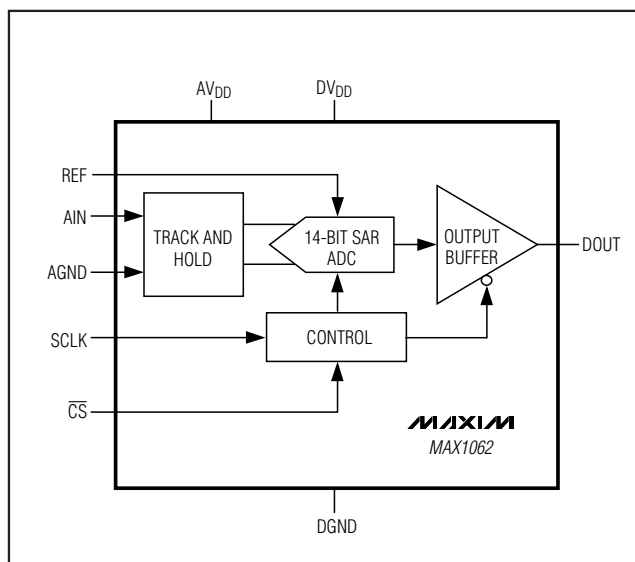 AVDD
DVDD
REF
AIN
AGND
SCLK
CS
TRACK AND
HOLD
14-BIT SAR
ADC
CONTROL
OUTPUT
BUFFER
DOUT
MAXIM
MAX1062
DGND